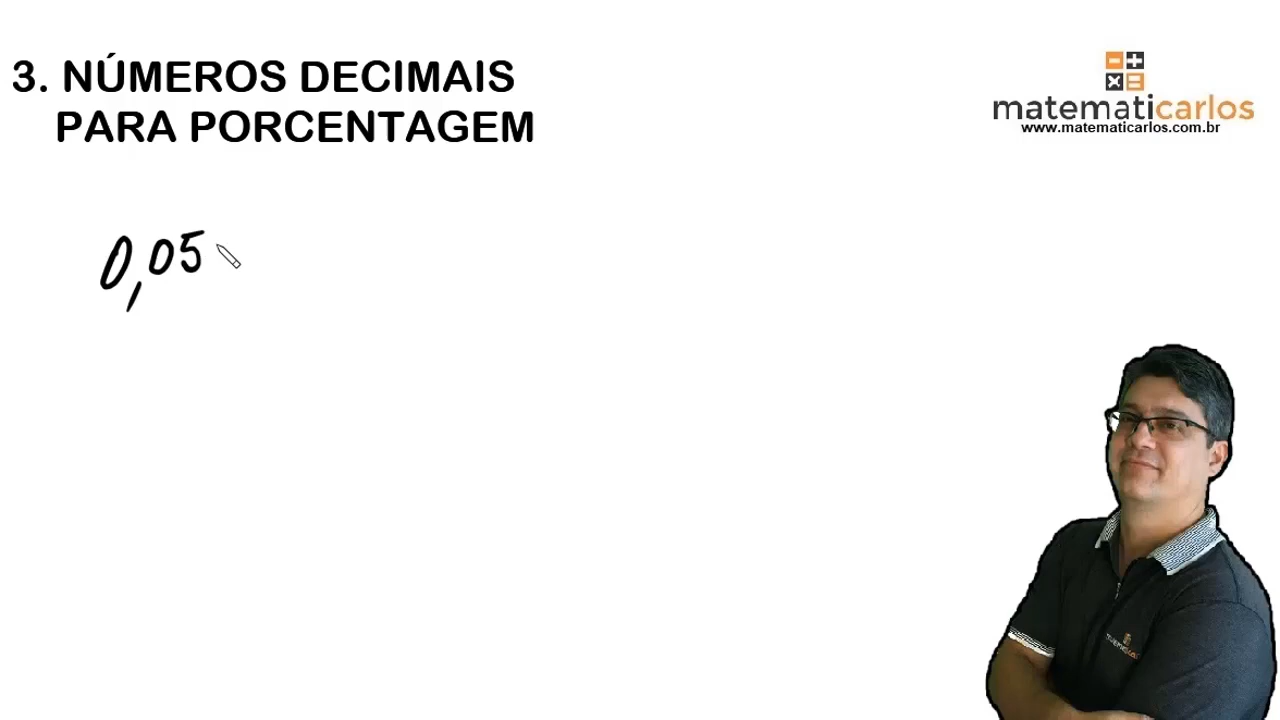 3. NÚMEROS DECIMAIS
PARA PORCENTAGEM
matematicarlos
www.matematicarlos.com.br
0,05